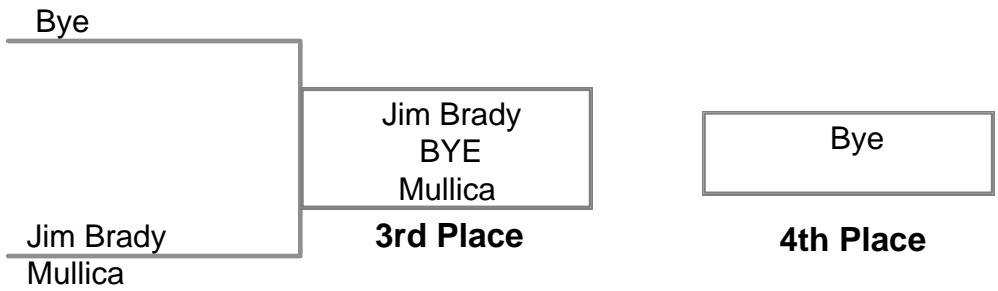 Bye
Jim Brady
BYE
Mullica
Bye
Jim Brady
Mullica
3rd Place
4th Place